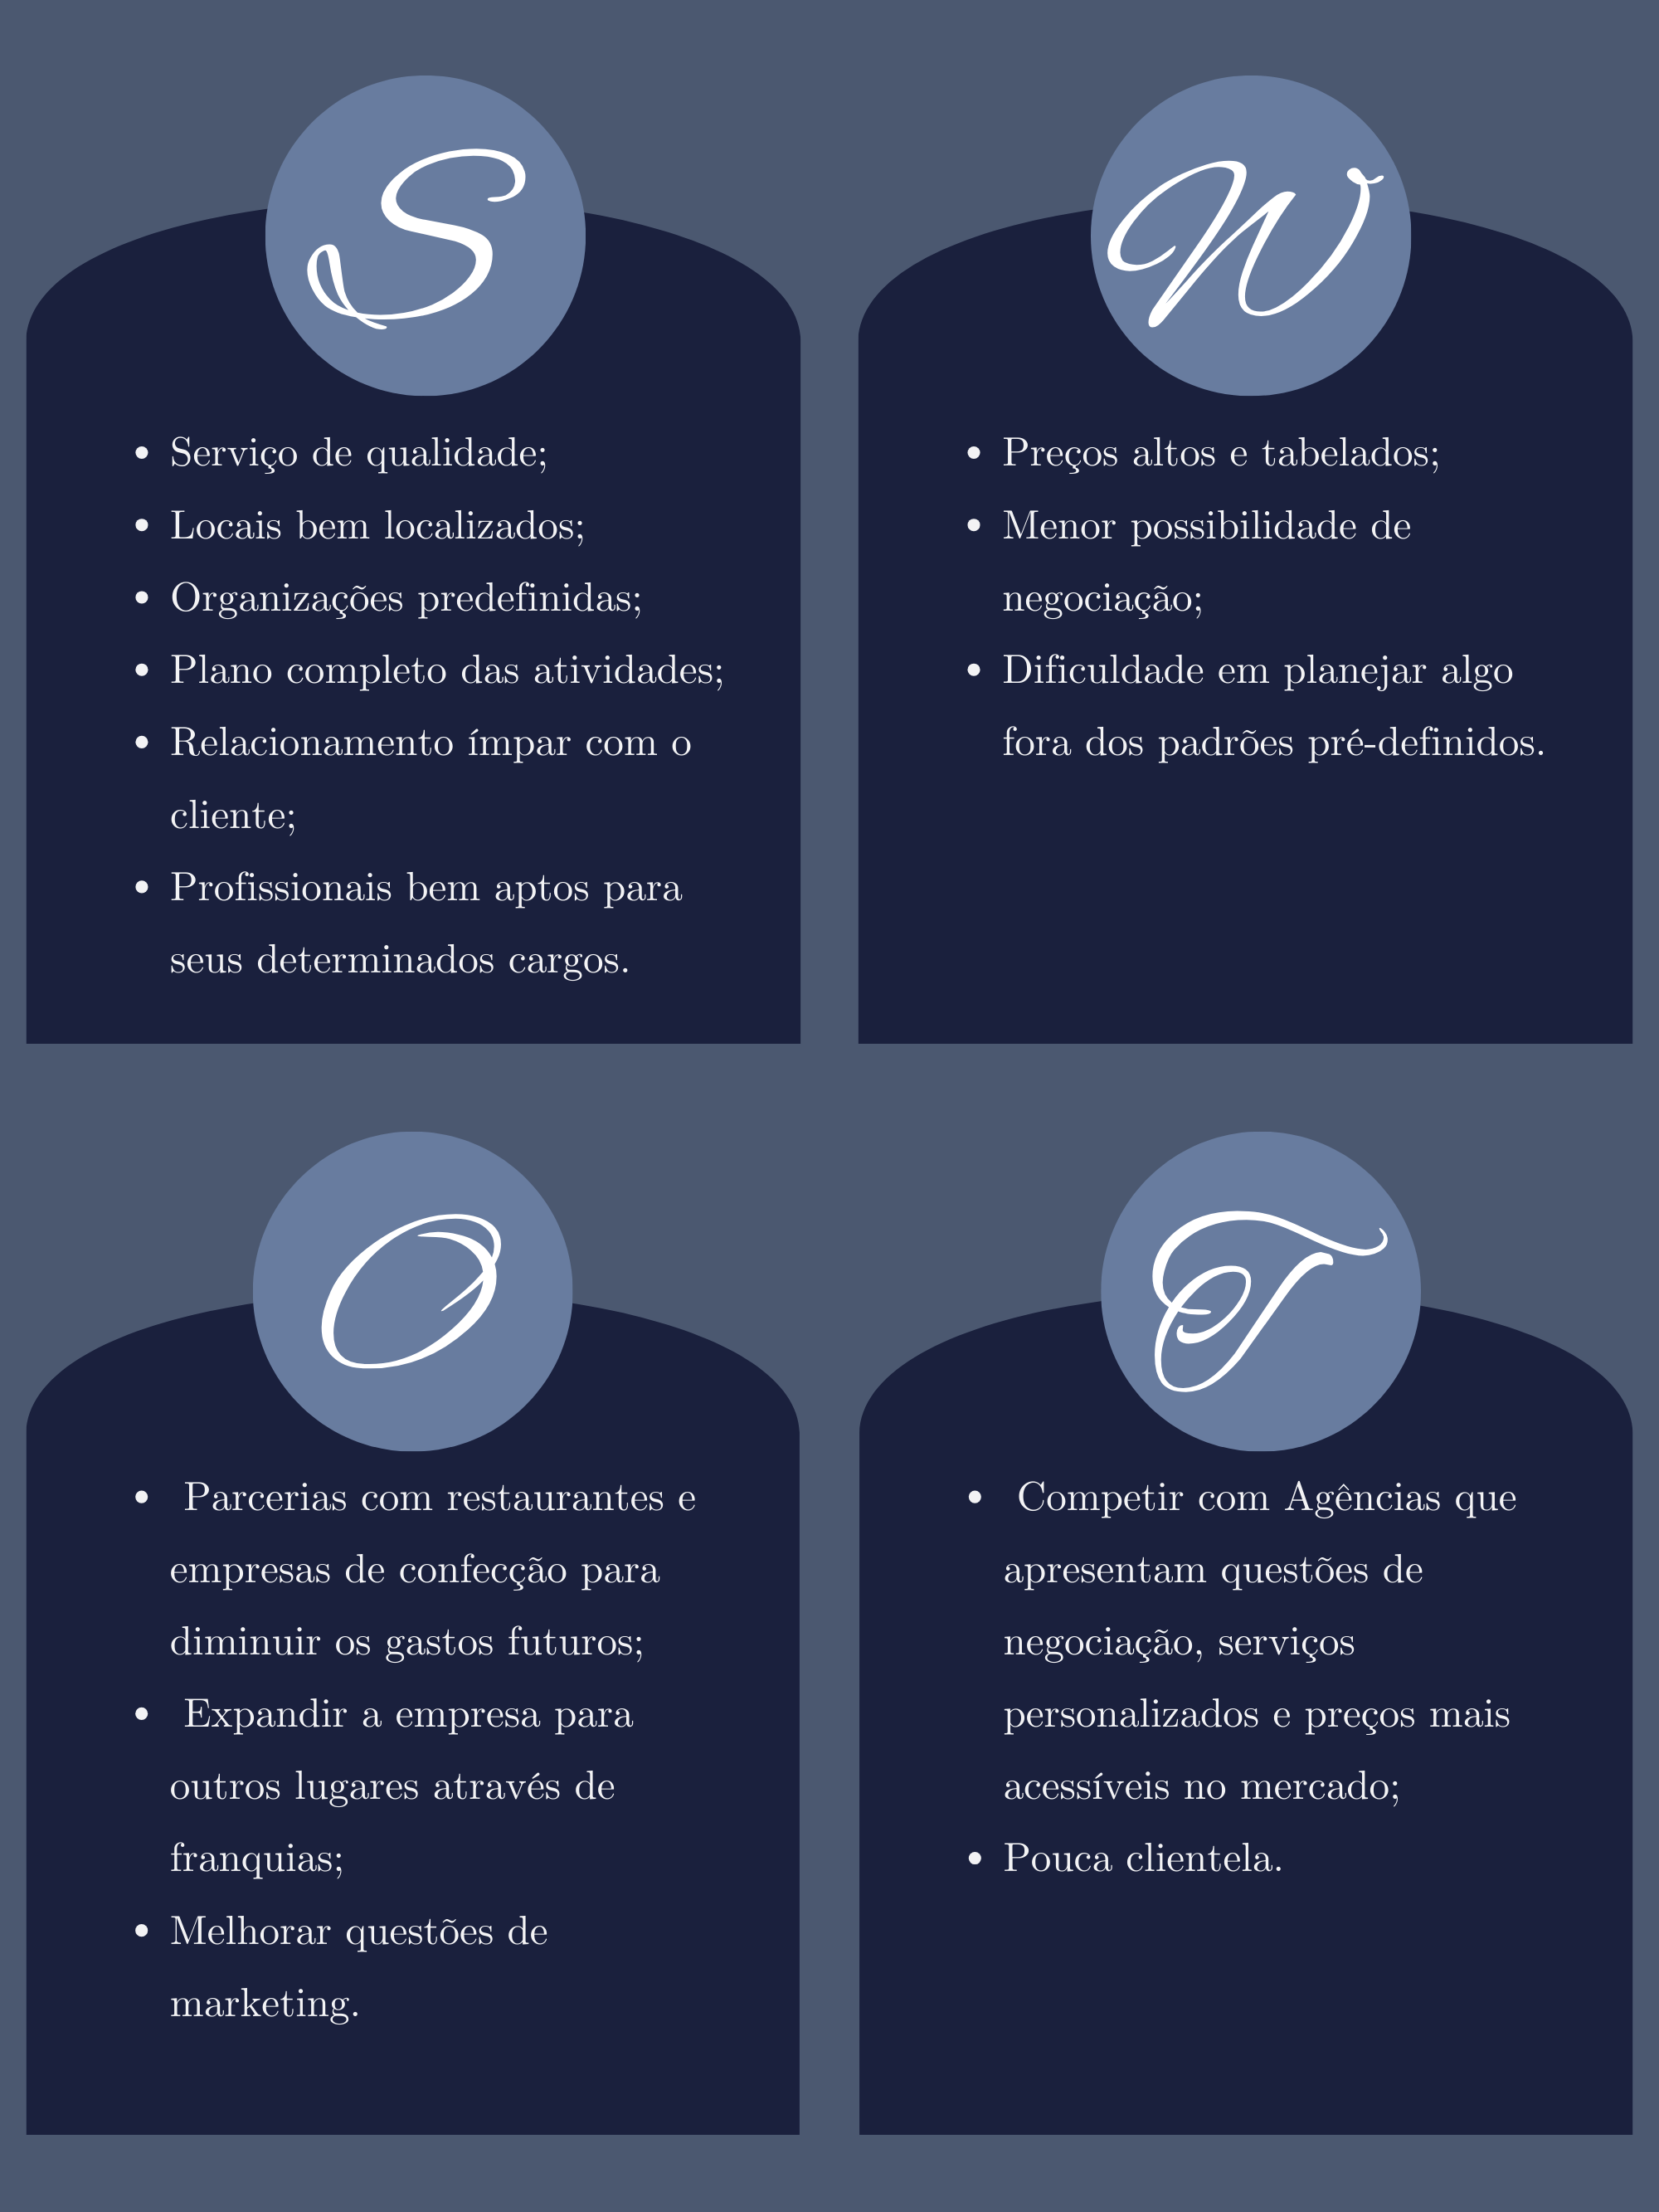 S
• Serviço de qualidade;
• Locais bem localizados;
• Organizações predefinidas;
• Plano completo das atividades;
• Relacionamento ímpar com o
cliente;
• Profissionais bem aptos para
seus determinados cargos.
W
• Preços altos e tabelados;
• Menor possibilidade de
negociação;
• Dificuldade em planejar algo
fora dos padrões pré-definidos.
O
• Parcerias com restaurantes e
empresas de confecção para
diminuir os gastos futuros;
• Expandir a empresa para
outros lugares através de
franquias;
• Melhorar questões de
marketing.
T
• Competir com Agências que
apresentam questões de
negociação, serviços
personalizados e preços mais
acessíveis no mercado;
• Pouca clientela.